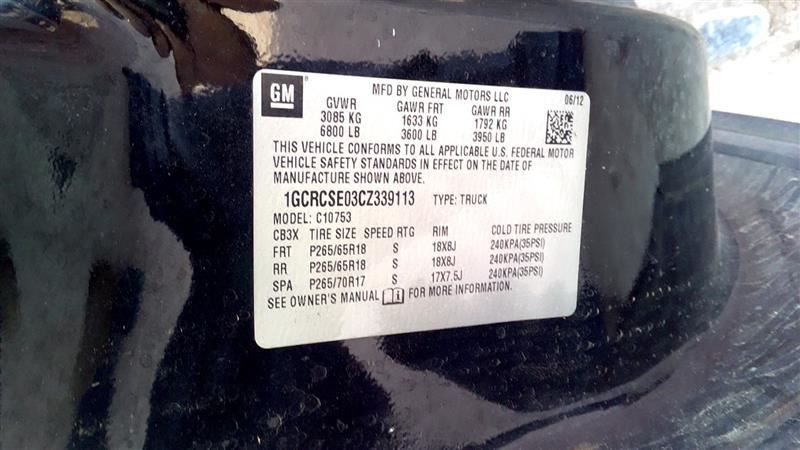 GM
MFD BY GENERAL MOTORS LLC
06/12
GVWR GAWR FRT GAWR RR
3085 KG 1633 KG 1792 KG
6800 LB 3600 LB 3950 LB
THIS VEHICLE CONFORMS TO ALL APPLICABLE U.S. FEDERAL MOTOR
VEHICLE SAFETY STANDARDS IN EFFECT ON THE DATE OF
MANUFACTURE SHOWN ABOVE.
1GCRCSE03CZ339113 TYPE: TRUCK
MODEL: C10753
CB3X TIRE SIZE SPEED RTG RIM COLD TIRE PRESSURE
FRT P265/65R18 S 18X8J 240KPA(35PSI)
RR P265/65R18 S 18X8J 240KPA(35PSI)
SPA P265/70R17 S 17X7.5J 240KPA(35PSI)
SEE OWNER'S MANUAL FOR MORE INFORMATION.